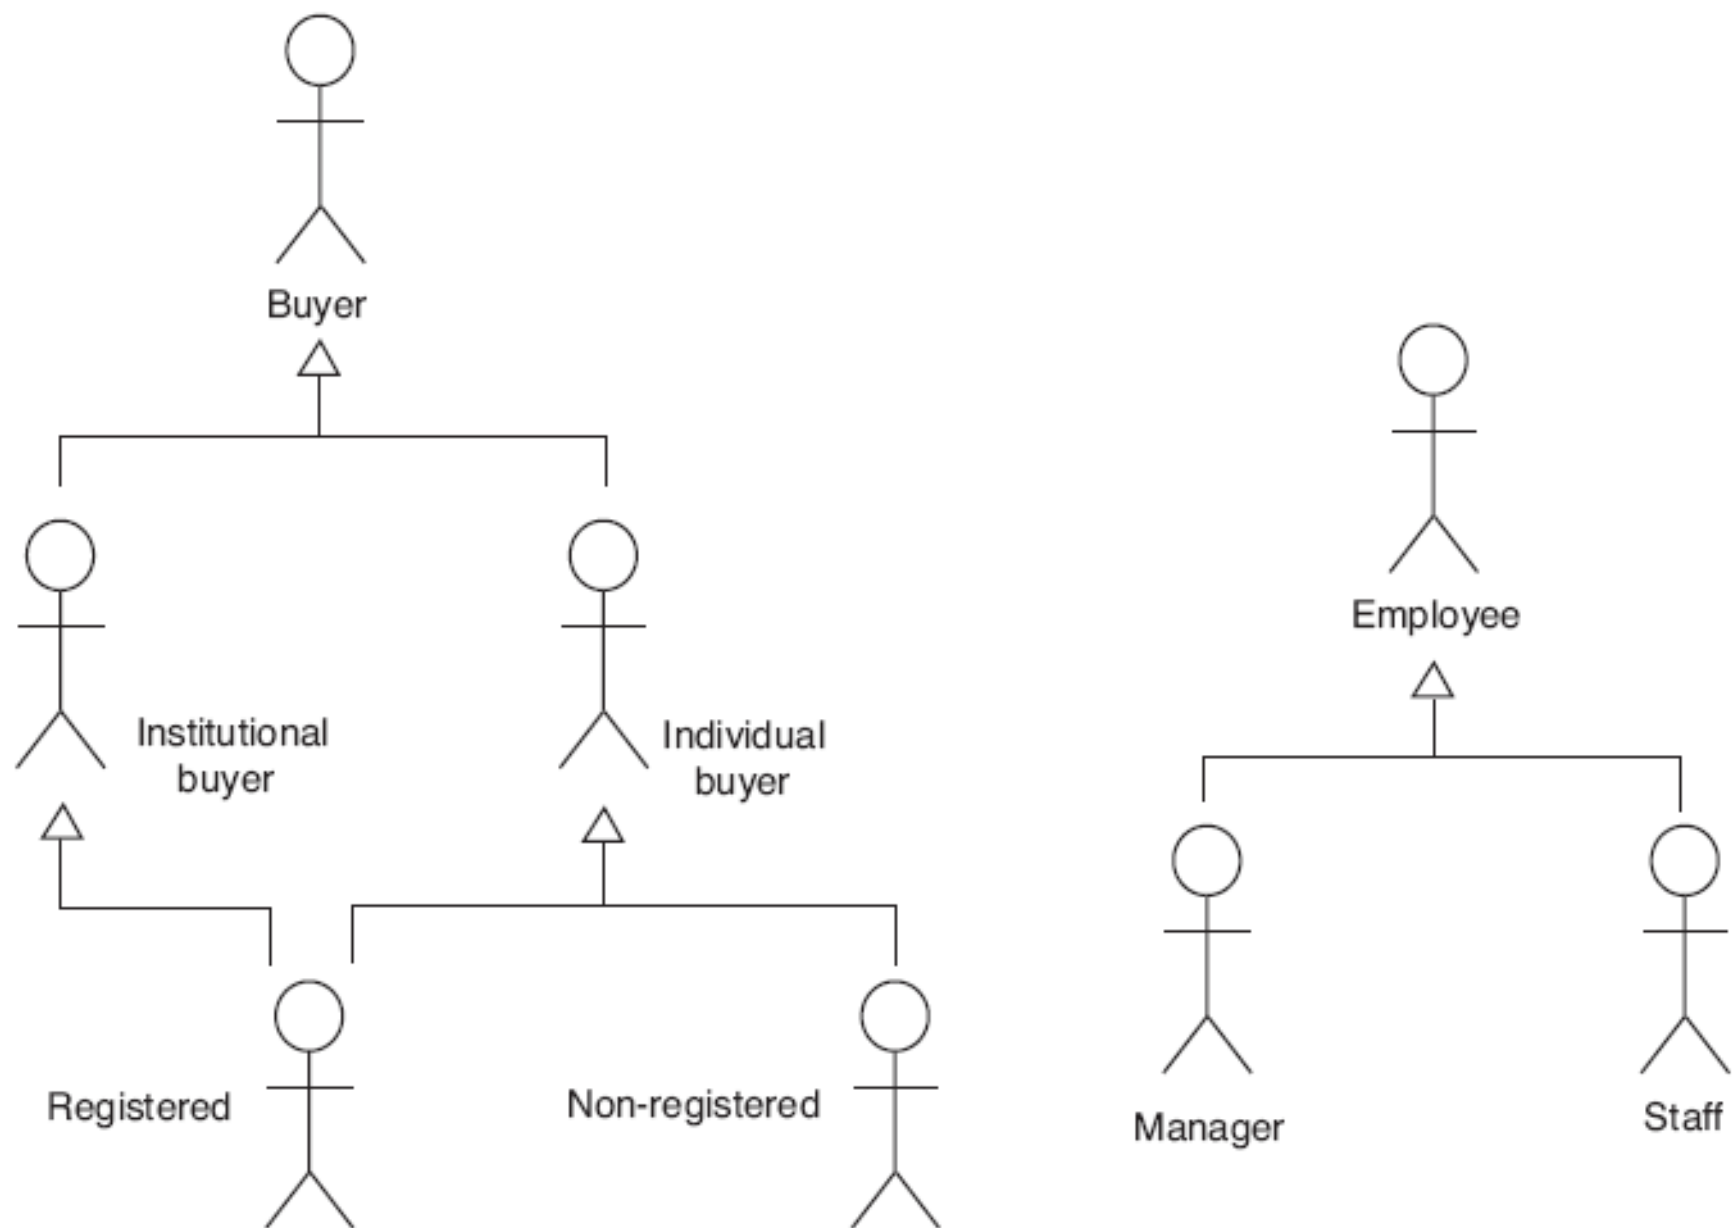 Buyer
Employee
Institutional
buyer
Individual
buyer
Registered
Non-registered
Manager
Staff